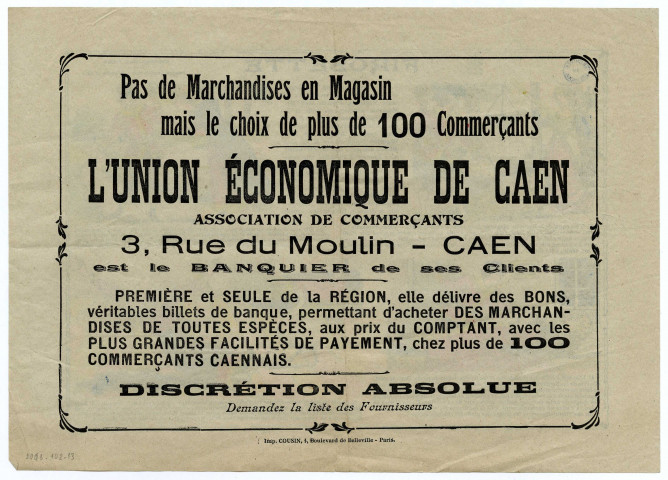 Pas de Marchandises en Magasin
mais le choix de plus de 100 Commerçants
L'UNION ÉCONOMIQUE DE CAEN
ASSOCIATION DE COMMERÇANTS
3, Rue du Moulin - CAEN
est le BANQUIER de ses Clients
PREMIÈRE et SEULE de la RÉGION, elle délivre des BONS,
véritables billets de banque, permettant d'acheter DES MARCHAN-
DISES DE TOUTES ESPÈCES, aux prix du COMPTANT, avec les
PLUS GRANDES FACILITÉS DE PAYEMENT, chez plus de 100
COMMERÇANTS CAENNAIS.
DISCRÉTION ABSOLUE
Demandez la liste des Fournisseurs
Imp. COUSIN, 4, Boulevard de Belleville - Paris.